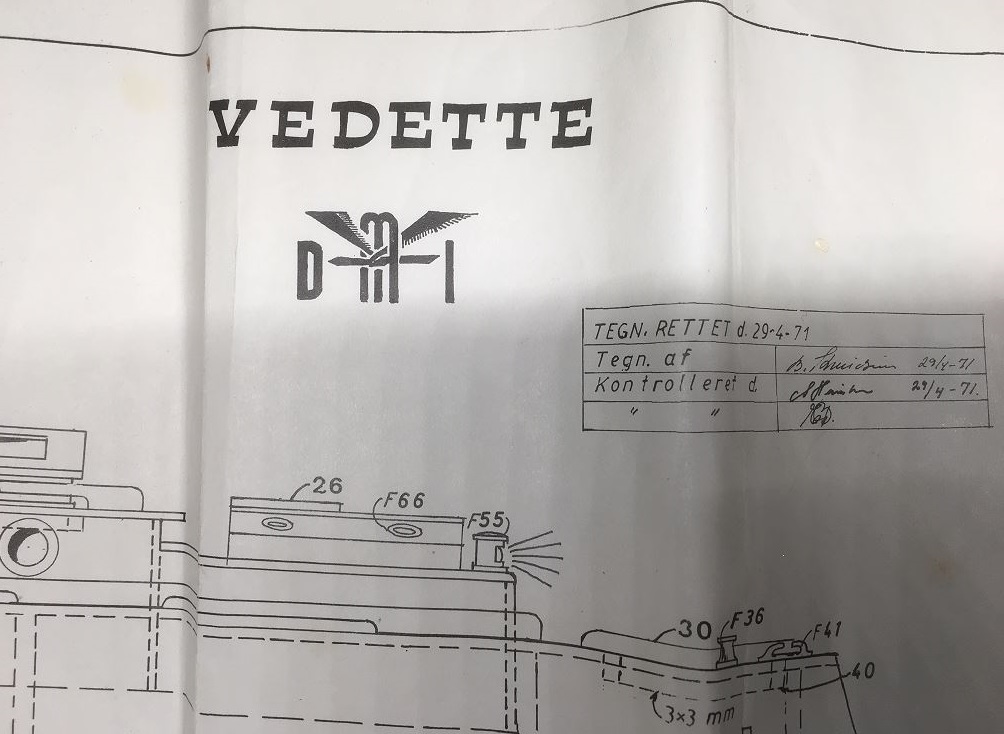 VEDETTE
D M I
TEGN. RETTET d. 29-4-71
Tegn. af 29/4-71
Kontrolleret d. 29/4-71.
" "
26
F66
F55
30
F36
F41
40
3×3 mm